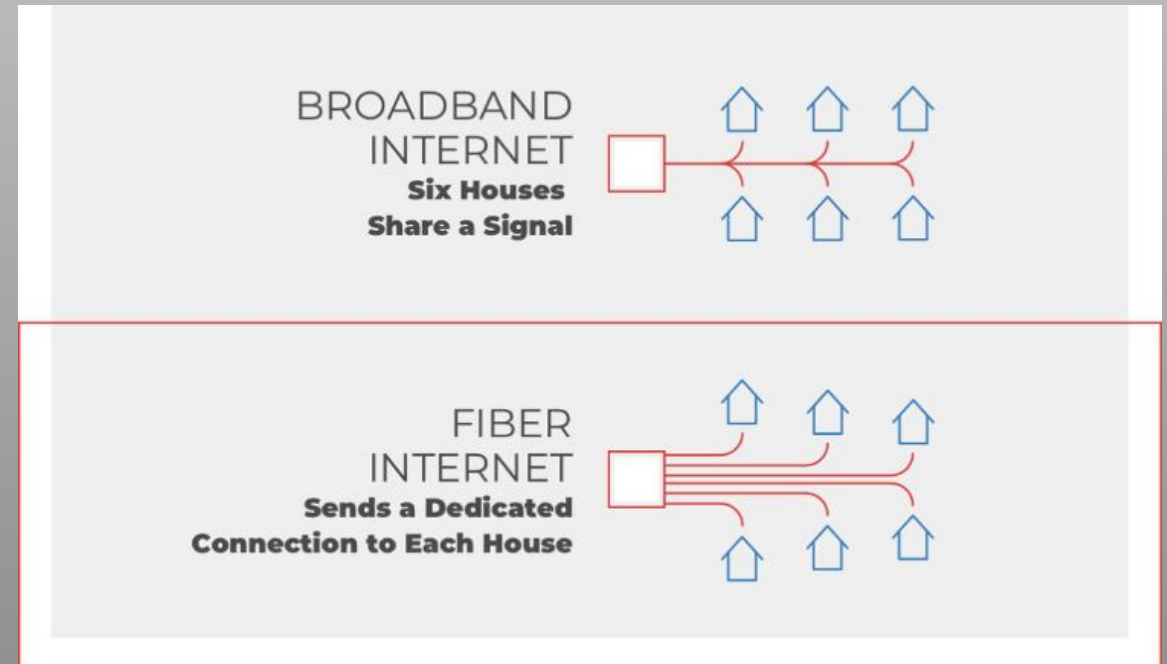 BROADBAND
INTERNET
Six Houses
Share a Signal
FIBER
INTERNET
Sends a Dedicated
Connection to Each House